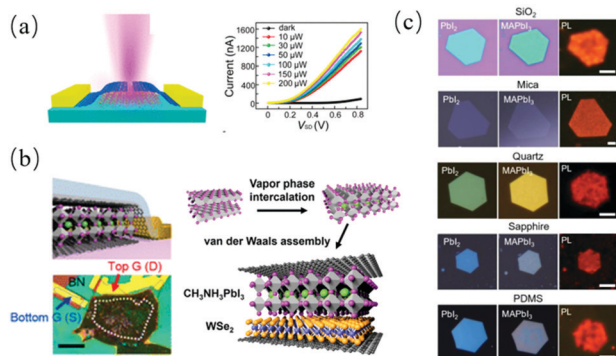 (a)
Current (nA)
1600
1200
800
400
0
dark
10 μW
30 μW
50 μW
100 μW
150 μW
200 μW
0.0 0.2 0.4 0.6 0.8
VSD (V)
(b)
Vapor phase
intercalation
van der Waals assembly
CH3NH3PbI3
WSe2
BN
Top G (D)
Bottom G (S)
(c)
SiO2
PbI2 MAPbI3 PL
Mica
PbI2 MAPbI3 PL
Quartz
PbI2 MAPbI3 PL
Sapphire
PbI2 MAPbI3 PL
PDMS
PbI2 MAPbI3 PL